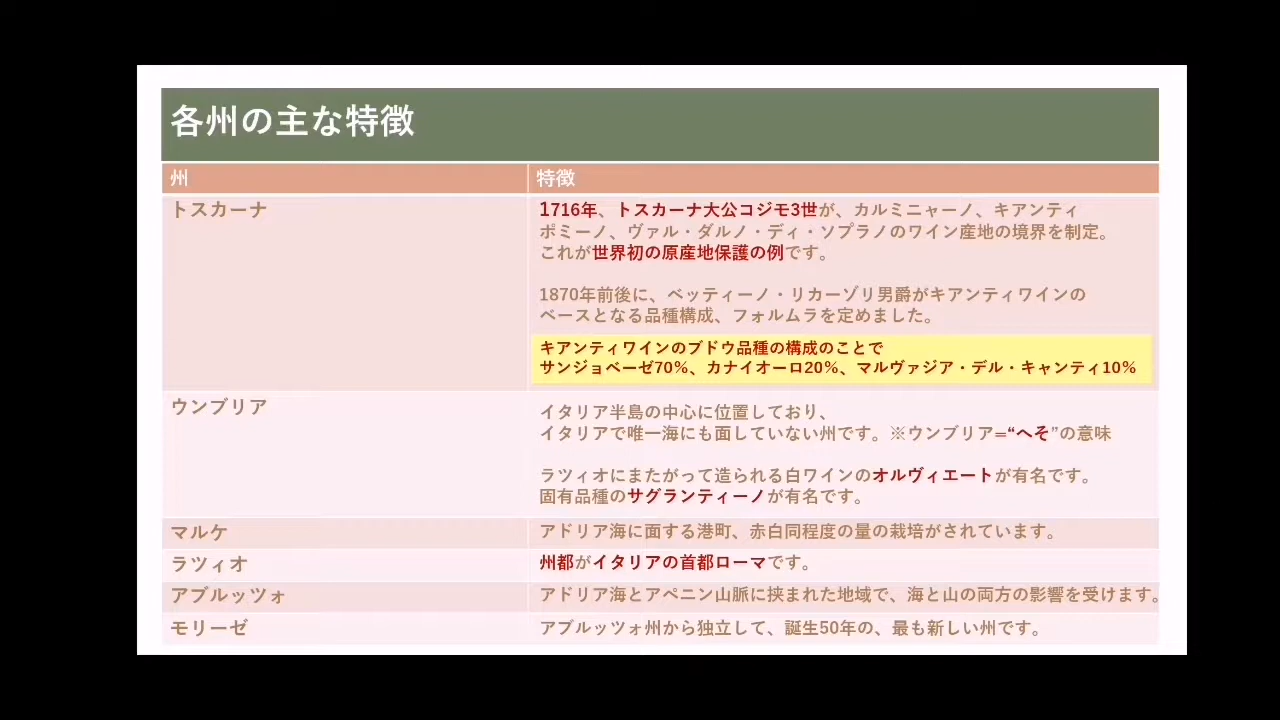 各州の主な特徴
州
特徴
トスカーナ
1716年、トスカーナ大公コジモ3世が、カルミニャーノ、キアンティ
ポミーノ、ヴァル・ダルノ・ディ・ソプラノのワイン産地の境界を制定。
これが世界初の原産地保護の例です。
1870年前後に、ベッティーノ・リカーゾリ男爵がキアンティワインの
ベースとなる品種構成、フォルムラを定めました。
キアンティワインのブドウ品種の構成のことで
サンジョベーゼ70%、カナイオーロ20%、マルヴァジア・デル・キャンティ10%
ウンブリア
イタリア半島の中心に位置しており、
イタリアで唯一海にも面していない州です。※ウンブリア=“へそ”の意味
ラツィオにまたがって造られる白ワインのオルヴィエートが有名です。
固有品種のサグランティーノが有名です。
マルケ
アドリア海に面する港町、赤白同程度の量の栽培がされています。
ラツィオ
州都がイタリアの首都ローマです。
アブルッツォ
アドリア海とアペニン山脈に挟まれた地域で、海と山の両方の影響を受けます。
モリーゼ
アブルッツォ州から独立して、誕生50年の、最も新しい州です。